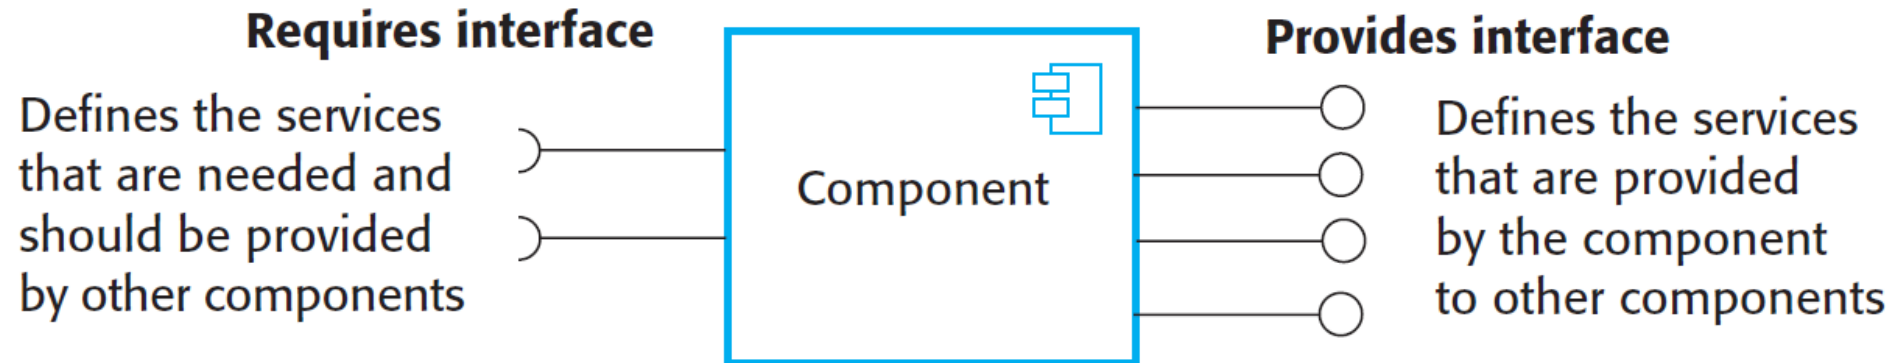 Requires interface
Defines the services
that are needed and
should be provided
by other components
Component
Provides interface
Defines the services
that are provided
by the component
to other components